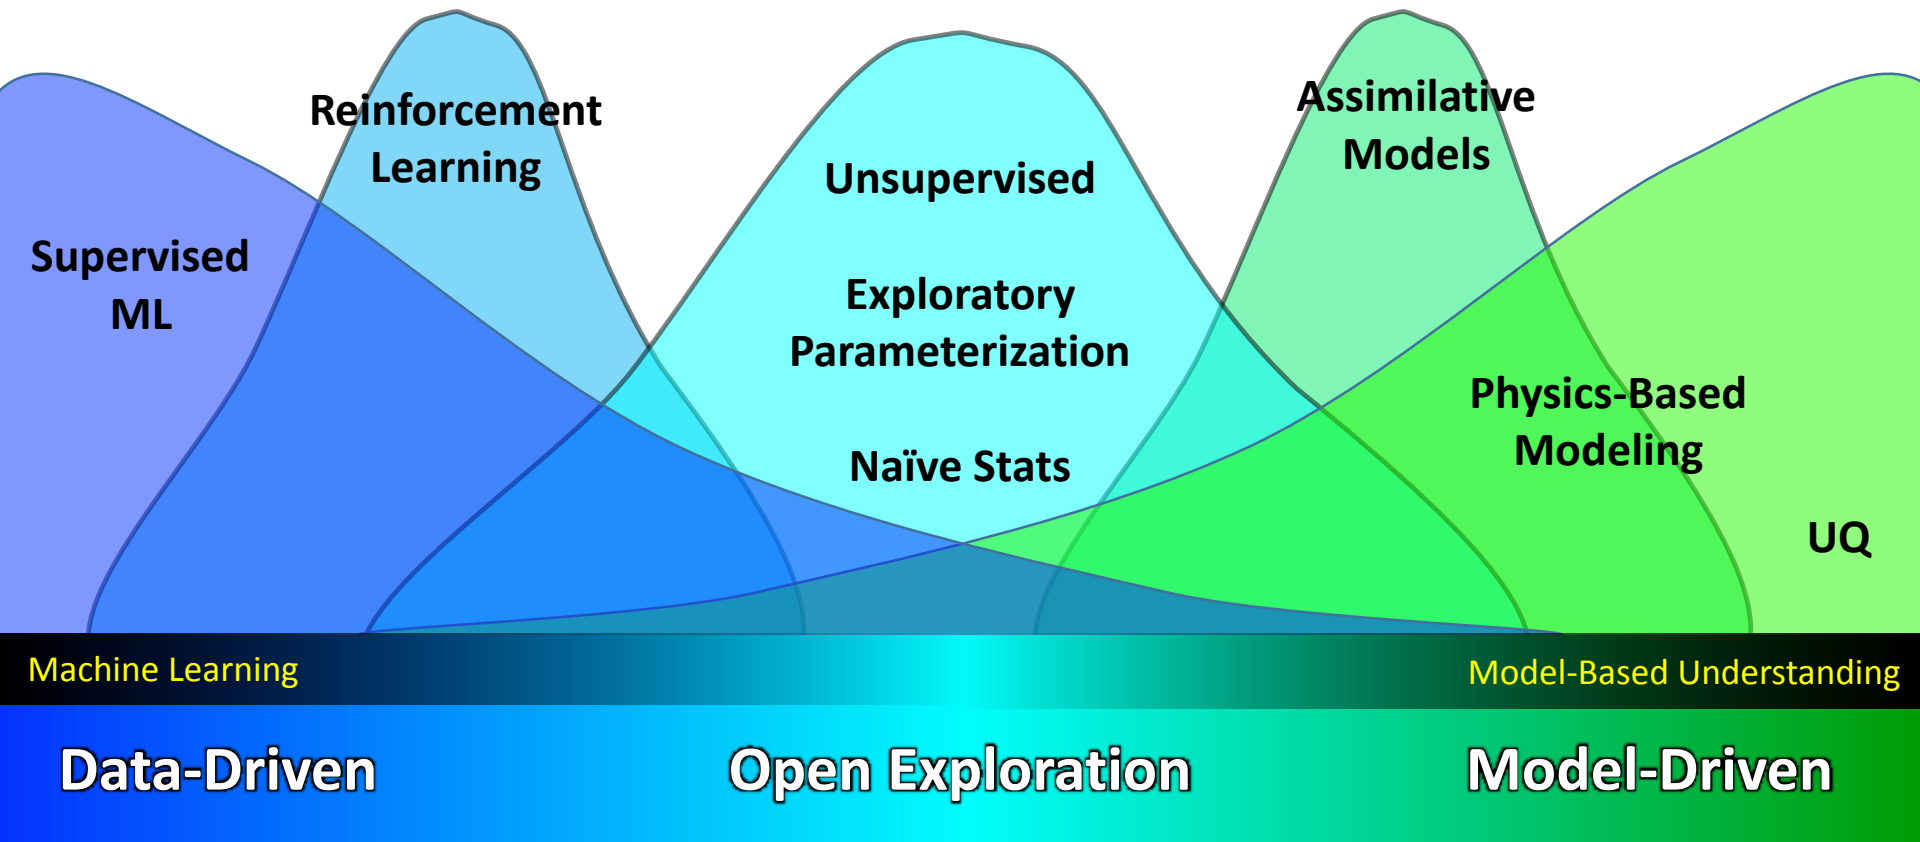 Reinforcement
Learning
Assimilative
Models
Unsupervised
Supervised
ML
Exploratory
Parameterization
Physics-Based
Modeling
Naïve Stats
UQ
Machine Learning
Model-Based Understanding
Data-Driven
Open Exploration
Model-Driven